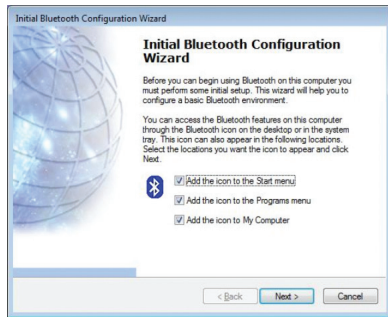 Initial Bluetooth Configuration Wizard
Initial Bluetooth Configuration
Wizard
Before you can begin using Bluetooth on this computer you
must perform some initial setup. This wizard will help you to
configure a basic Bluetooth environment.
You can access the Bluetooth features on this computer
through the Bluetooth icon on the desktop or in the system
tray. This icon can also appear in the following locations.
Select the locations you want the icon to appear and click
Next.
Add the icon to the Start menu
Add the icon to the Programs menu
Add the icon to My Computer
< Back Next > Cancel